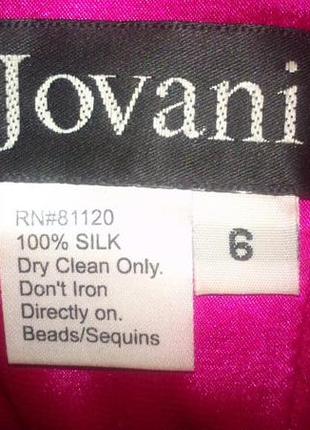 Jovani
RN#81120
100% SILK
Dry Clean Only.
Don't Iron
Directly on.
Beads/Sequins
6